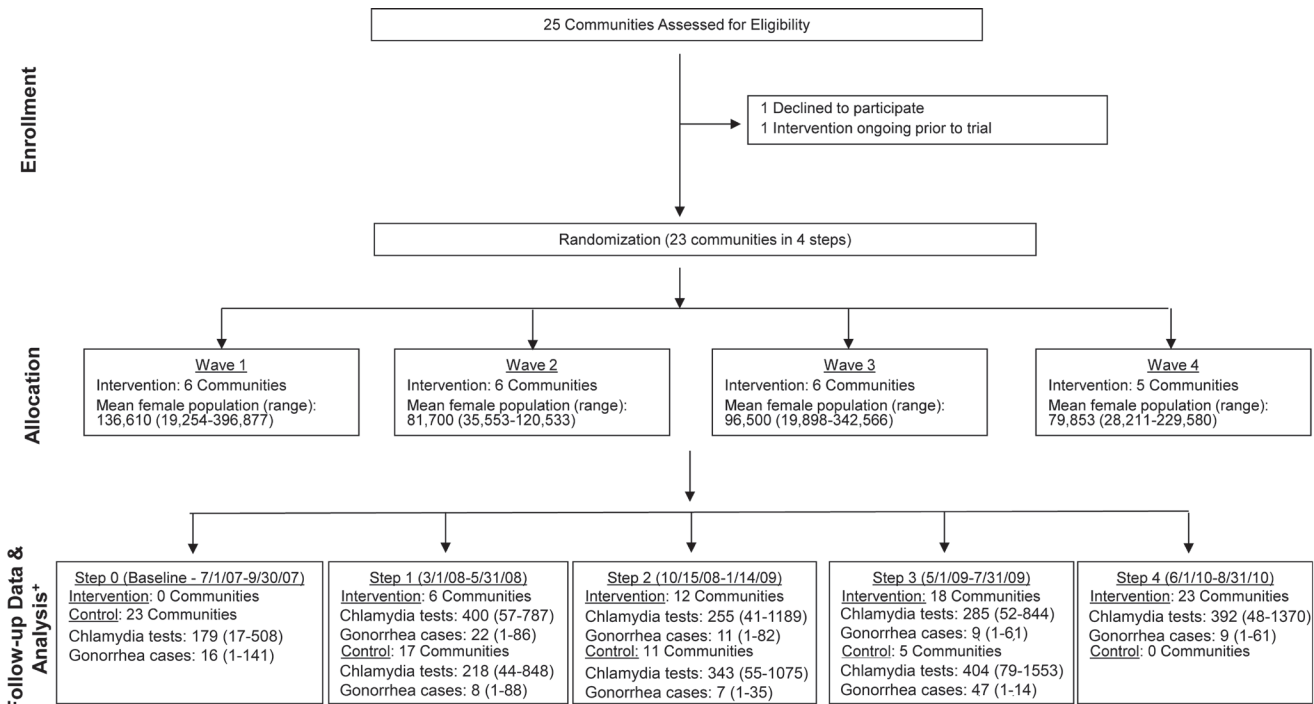 25 Communities Assessed for Eligibility
Enrollment
1 Declined to participate
1 Intervention ongoing prior to trial
Randomization (23 communities in 4 steps)
Allocation
Wave 1
Intervention: 6 Communities
Mean female population (range):
136,610 (19,254-396,877)
Wave 2
Intervention: 6 Communities
Mean female population (range):
81,700 (35,553-120,533)
Wave 3
Intervention: 6 Communities
Mean female population (range):
96,500 (19,898-342,566)
Wave 4
Intervention: 5 Communities
Mean female population (range):
79,853 (28,211-229,580)
Follow-up Data &
Analysis+
Step 0 (Baseline - 7/1/07-9/30/07)
Intervention: 0 Communities
Control: 23 Communities
Chlamydia tests: 179 (17-508)
Gonorrhea cases: 16 (1-141)
Step 1 (3/1/08-5/31/08)
Intervention: 6 Communities
Chlamydia tests: 400 (57-787)
Gonorrhea cases: 22 (1-86)
Control: 17 Communities
Chlamydia tests: 218 (44-848)
Gonorrhea cases: 8 (1-88)
Step 2 (10/15/08-1/14/09)
Intervention: 12 Communities
Chlamydia tests: 255 (41-1189)
Gonorrhea cases: 11 (1-82)
Control: 11 Communities
Chlamydia tests: 343 (55-1075)
Gonorrhea cases: 7 (1-35)
Step 3 (5/1/09-7/31/09)
Intervention: 18 Communities
Chlamydia tests: 285 (52-844)
Gonorrhea cases: 9 (1-61)
Control: 5 Communities
Chlamydia tests: 404 (79-1553)
Gonorrhea cases: 47 (1-14)
Step 4 (6/1/10-8/31/10)
Intervention: 23 Communities
Chlamydia tests: 392 (48-1370)
Gonorrhea cases: 9 (1-61)
Control: 0 Communities